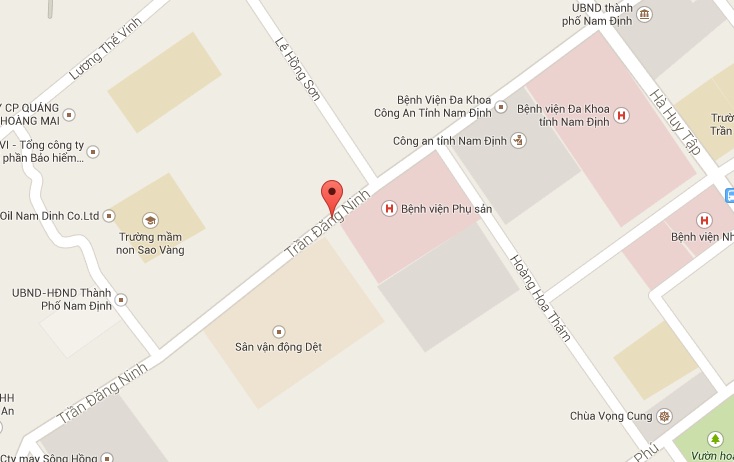 UBND thành
phố Nam Định
Lương Thế Vinh
Lê Hồng Sơn
Bệnh Viện Đa Khoa
Công An Tỉnh Nam Định
Bệnh viện Đa Khoa
tỉnh Nam Định
Hà Huy Tập
Y CP QUẢNG
HOÀNG MAI
Trườ
Trần
Công an tỉnh Nam Định
VI - Tổng công ty
phần Bảo hiểm...
Bệnh viện Phụ sản
Oil Nam Dinh Co.Ltd
Trường mầm
non Sao Vàng
Trần Đăng Ninh
Bệnh viện Nh
Hoàng Hoa Thám
UBND-HĐND Thành
Phố Nam Định
Sân vận động Dệt
Trần Đăng Ninh
HH
An
Chùa Vọng Cung
Phú
Cty may Sông Hồng
Vườn hoa